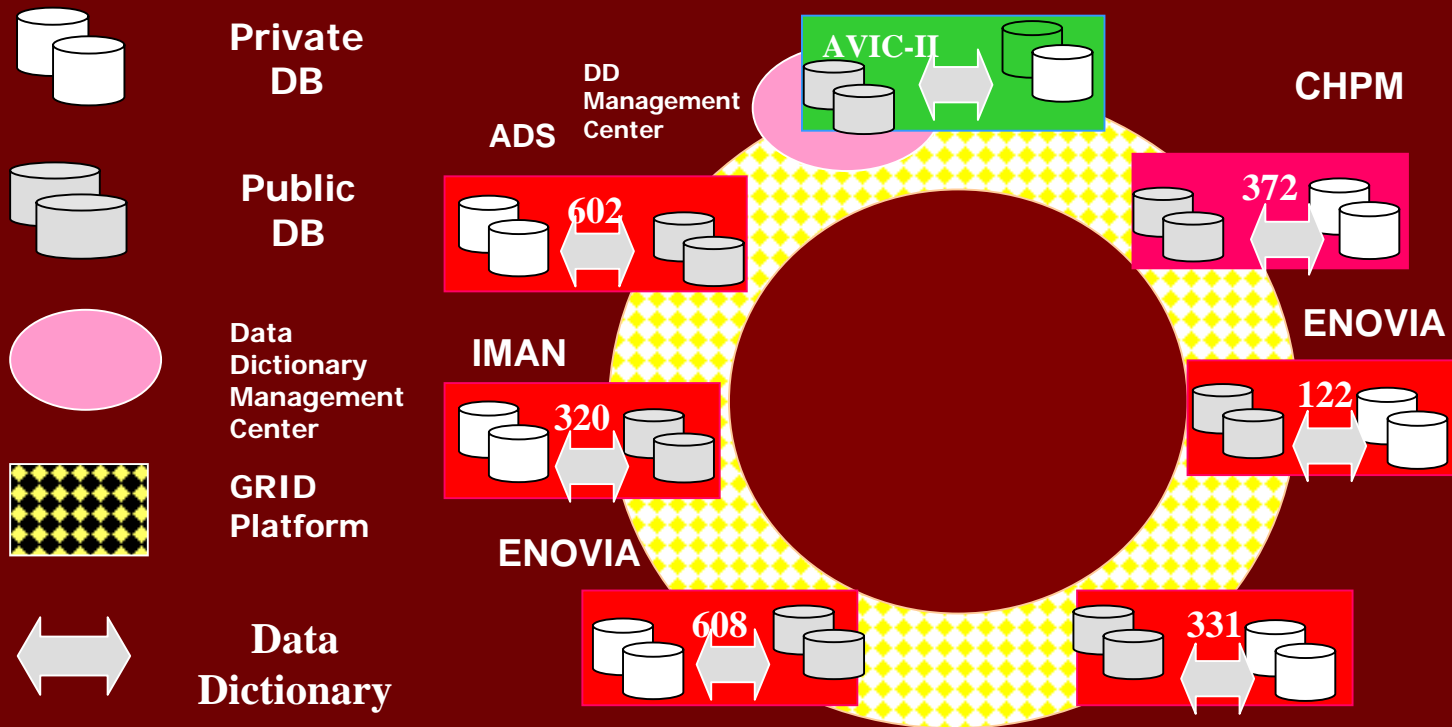 Private
DB
Public
DB
Data
Dictionary
Management
Center
GRID
Platform
Data
Dictionary
DD
Management
Center
AVIC-II
CHPM
ADS
602
372
ENOVIA
IMAN
320
122
ENOVIA
608
331